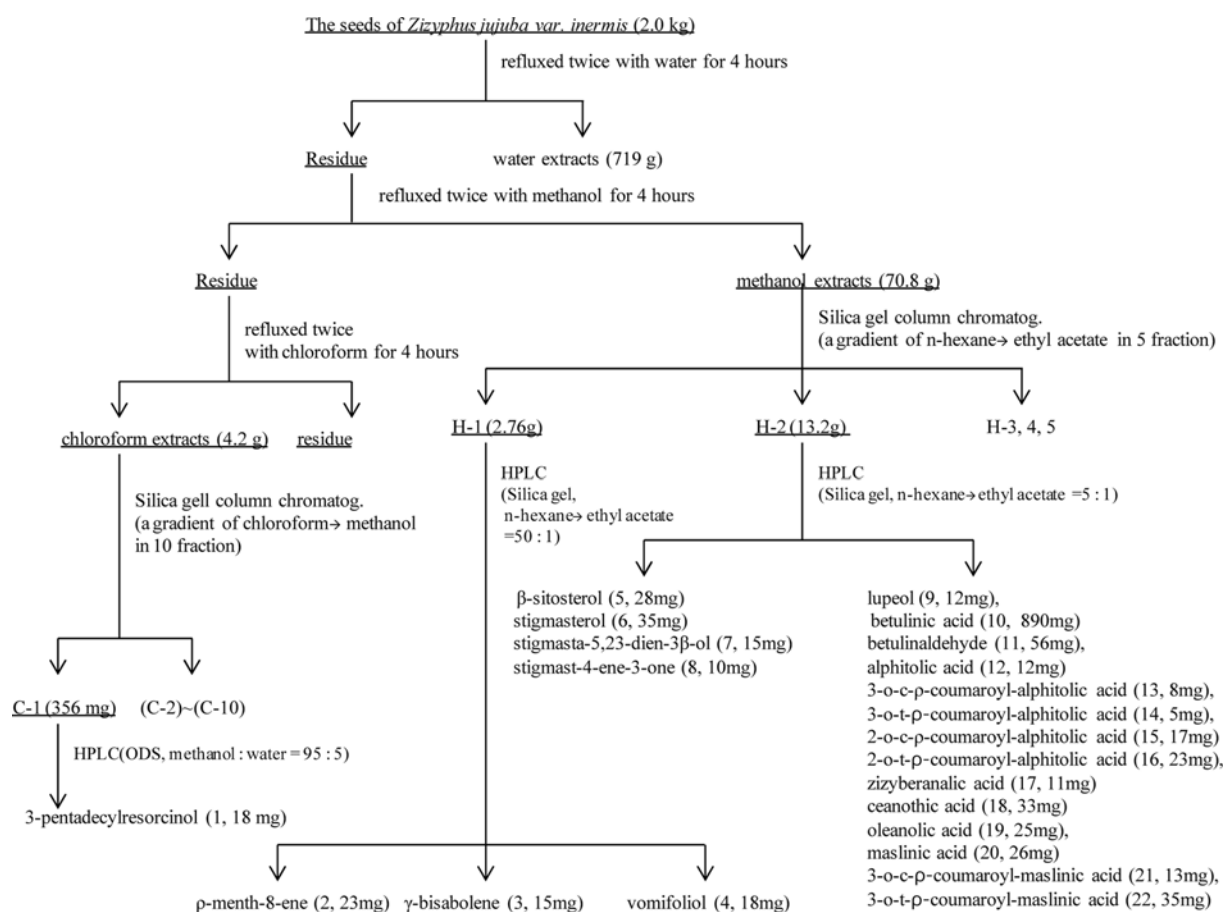 The seeds of Zizyphus jujuba var. inermis (2.0 kg)
refluxed twice with water for 4 hours
Residue
water extracts (719 g)
refluxed twice with methanol for 4 hours
Residue
methanol extracts (70.8 g)
refluxed twice
with chloroform for 4 hours
Silica gel column chromatog.
(a gradient of n-hexane→ ethyl acetate in 5 fraction)
chloroform extracts (4.2 g)
residue
H-1 (2.76g)
H-2 (13.2g)
H-3, 4, 5
Silica gell column chromatog.
(a gradient of chloroform→ methanol
in 10 fraction)
HPLC
(Silica gel,
n-hexane→ ethyl acetate
=50 : 1)
HPLC
(Silica gel, n-hexane→ ethyl acetate =5 : 1)
β-sitosterol (5, 28mg)
stigmasterol (6, 35mg)
stigmasta-5,23-dien-3β-ol (7, 15mg)
stigmast-4-ene-3-one (8, 10mg)
lupeol (9, 12mg),
betulinic acid (10, 890mg)
betulinaldehyde (11, 56mg),
alphitolic acid (12, 12mg)
3-o-c-ρ-coumaroyl-alphitolic acid (13, 8mg),
3-o-t-ρ-coumaroyl-alphitolic acid (14, 5mg)
2-o-c-ρ-coumaroyl-alphitolic acid (15, 17mg)
2-o-t-ρ-coumaroyl-alphitolic acid (16, 23mg),
zizyberanalic acid (17, 11mg)
ceanothic acid (18, 33mg)
oleanolic acid (19, 25mg),
maslinic acid (20, 26mg)
3-o-c-ρ-coumaroyl-maslinic acid (21, 13mg),
3-o-t-ρ-coumaroyl-maslinic acid (22, 35mg)
C-1 (356 mg)
(C-2)~(C-10)
HPLC(ODS, methanol : water = 95 : 5)
3-pentadecylresorcinol (1, 18 mg)
ρ-menth-8-ene (2, 23mg)
γ-bisabolene (3, 15mg)
vomifoliol (4, 18mg)